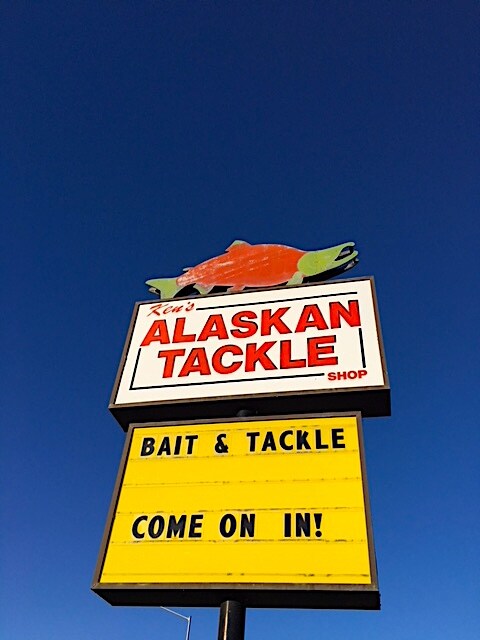 Ken's
ALASKAN
TACKLE
SHOP
BAIT & TACKLE
COME ON IN!